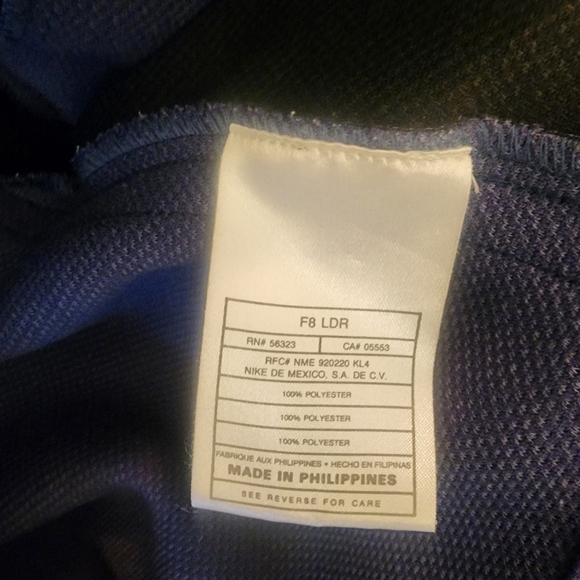 F8 LDR
RN# 56323 CA# 05553
RFC# NME 920220 KL4
NIKE DE MEXICO, S.A. DE C.V.
100% POLYESTER
100% POLYESTER
100% POLYESTER
FABRIQUE AUX PHILIPPINES • HECHO EN FILIPINAS
MADE IN PHILIPPINES
SEE REVERSE FOR CARE